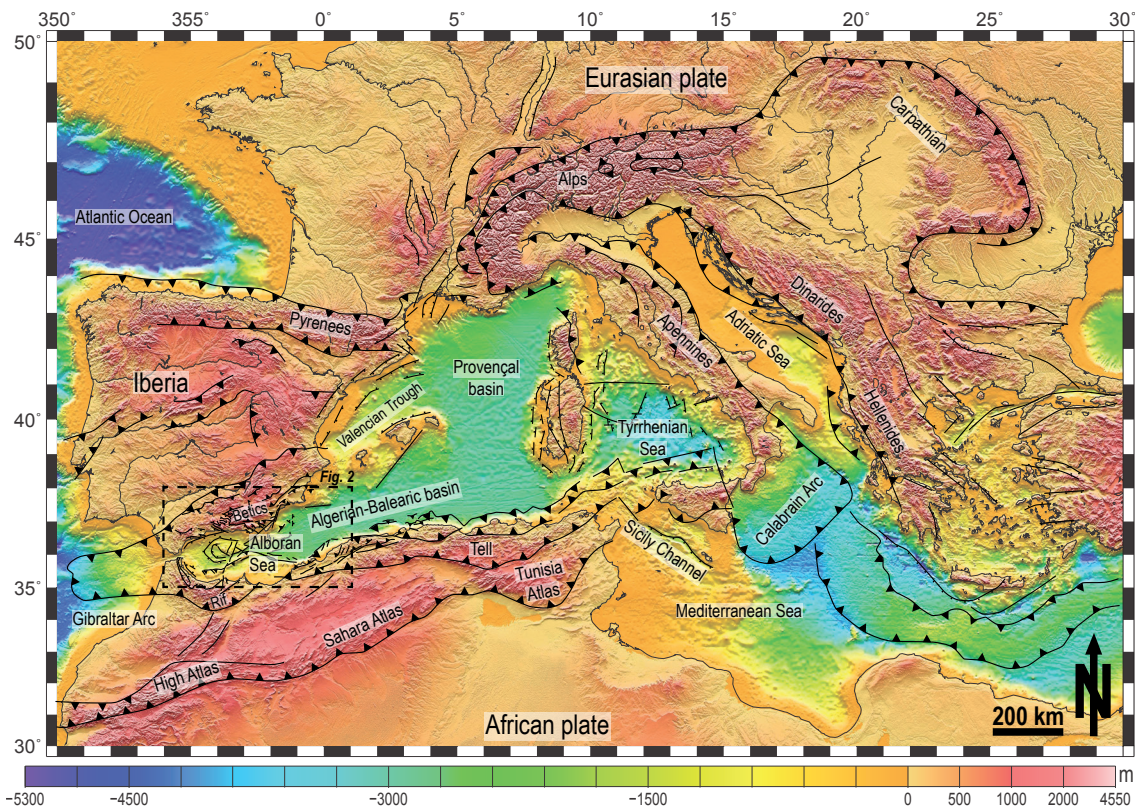 350° 355° 0° 5° 10° 15° 20° 25° 30°
50°
Eurasian plate
Carpathian
Alps
Atlantic Ocean
45°
Dinarides
Pyrenees
Apennines
Adriatic Sea
Provençal
basin
Iberia
Valencian Trough
Hellenides
40°
Tyrrhenian
Sea
Fig. 2
Betics
Algerian-Balearic basin
Calabrain Arc
Alboran
Sea
Sicily Channel
Tell
35°
Tunisia
Atlas
Rif
Gibraltar Arc
Mediterranean Sea
Sahara Atlas
High Atlas
N
African plate
200 km
30°
m
−5300 −4500 −3000 −1500 0 500 1000 2000 4550